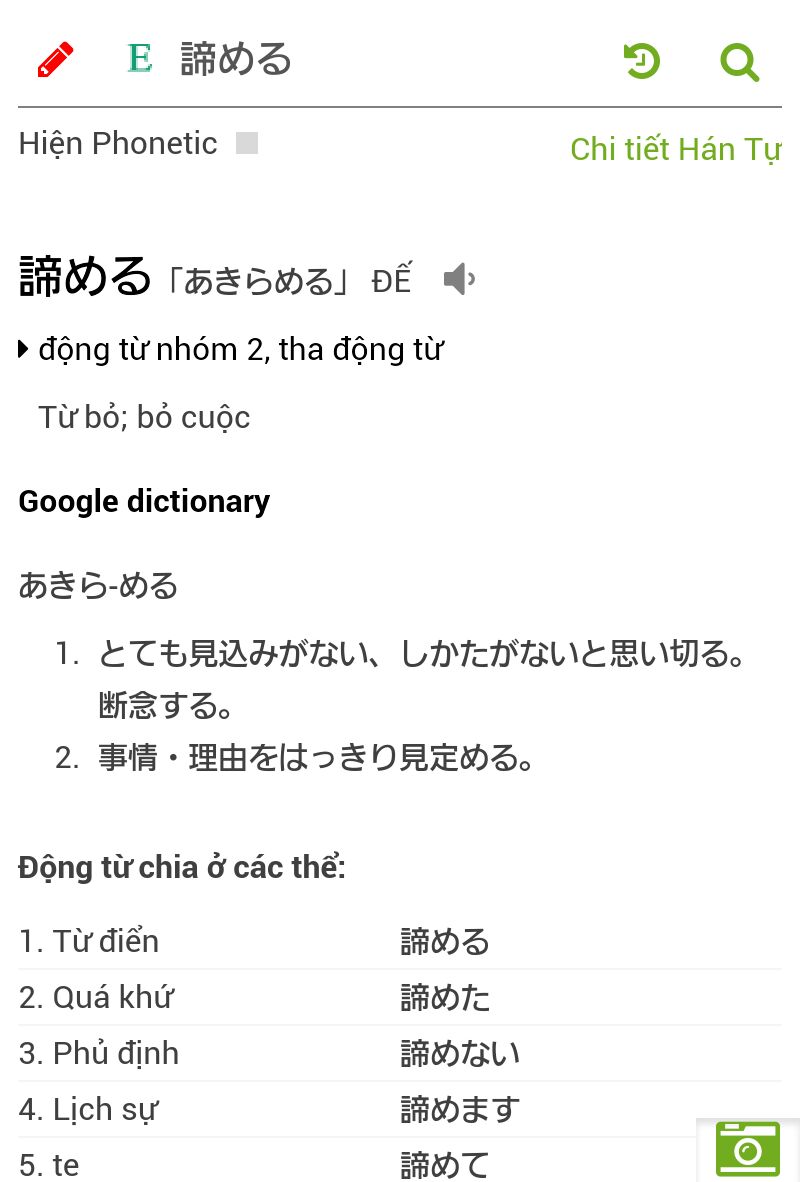 E 諦める
Hiện Phonetic
Chi tiết Hán Tự
諦める 「あきらめる」 ĐẾ
động từ nhóm 2, tha động từ
Từ bỏ; bỏ cuộc
Google dictionary
あきら-める
1. とても見込みがない、しかたがないと思い切る。
断念する。
2. 事情・理由をはっきり見定める。
Động từ chia ở các thể:
1. Từ điển 諦める
2. Quá khứ 諦めた
3. Phủ định 諦めない
4. Lịch sự 諦めます
5. te 諦めて